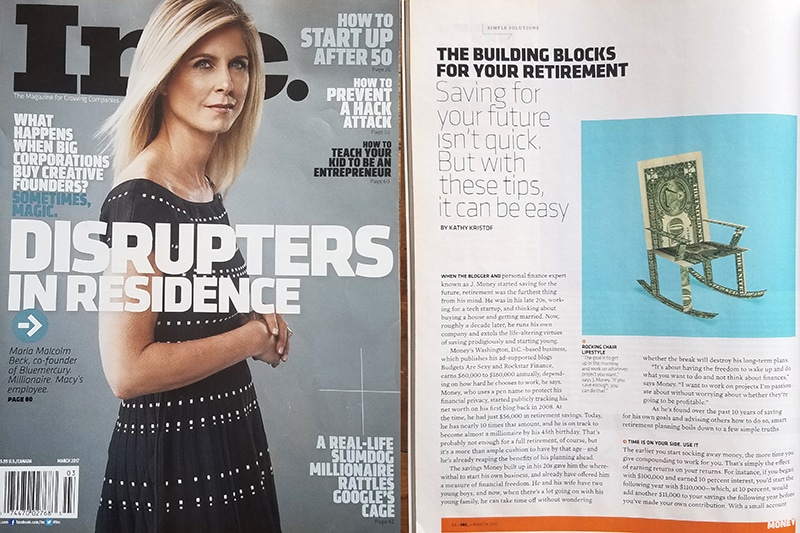 Inc.
The Magazine for Growing Companies
HOW TO
START UP
AFTER 50
Page 26
HOW TO
PREVENT
A HACK
ATTACK
Page 52
HOW TO
TEACH YOUR
KID TO BE AN
ENTREPRENEUR
Page 60
WHAT
HAPPENS
WHEN BIG
CORPORATIONS
BUY CREATIVE
FOUNDERS?
SOMETIMES,
MAGIC.
DISRUPTERS
IN RESIDENCE
Marla Malcolm
Beck, co-founder
of Bluemercury.
Millionaire. Macy's
employee.
PAGE 80
A REAL-LIFE
SLUMDOG
MILLIONAIRE
RATTLES
GOOGLE'S
CAGE
Page 42
$5.99 U.S./CANADA
MARCH 2017
03
74470 02768
SIMPLE SOLUTIONS
THE BUILDING BLOCKS
FOR YOUR RETIREMENT
Saving for
your future
isn't quick.
But with
these tips,
it can be easy
BY KATHY KRISTOF
WHEN THE BLOGGER AND personal finance expert
known as J. Money started saving for the
future, retirement was the furthest thing
from his mind. He was in his late 20s, work-
ing for a tech startup, and thinking about
buying a house and getting married. Now,
roughly a decade later, he runs his own
company and extols the life-altering virtues
of saving prodigiously and starting young.
Money's Washington, D.C.–based business,
which publishes his ad-supported blogs
Budgets Are Sexy and Rockstar Finance,
earns $60,000 to $160,000 annually, depend-
ing on how hard he chooses to work, he says.
Money, who uses a pen name to protect his
financial privacy, started publicly tracking his
net worth on his first blog back in 2008. At
the time, he had just $56,000 in savings. Today,
he has nearly 10 times that amount, and he is on track to
become almost a millionaire by his 45th birthday. That's
probably not enough for a full retirement, of course, but
it's a more than ample cushion to have by that age – and
he's already reaping the benefits of his planning ahead.
The savings Money built up in his 20s gave him the where-
withal to start his own business, and already have offered him
a measure of financial freedom. He and his wife have two
young boys; and now, when there's a lot going on with his
young family, he can take time off without wondering
ROCKING CHAIR
LIFESTYLE
"The goal is to get
up in the morning
and work on whatever
project you want,"
says J. Money. "If you
save enough, you
can do that."
whether the break will destroy his long-term plans.
"It's about having the freedom to wake up and do
what you want to do and not think about finances,"
says Money. "I want to work on projects I'm passion-
ate about without worrying about whether they're
going to be profitable."
As he's found over the past 10 years of saving
for his own goals and advising others how to do so, smart
retirement planning boils down to a few simple truths.
TIME IS ON YOUR SIDE. USE IT
The earlier you start socking away money, the more time you
give compounding to work for you. That's simply the effect
of earning returns on your returns. For instance, if you began
with $100,000 and earned 10 percent interest, you'd start the
following year with $110,000—which, at 10 percent, would
add another $11,000 to your savings the following year before
you've made your own contribution. With a small account
INC. MARCH 2017
MONEY